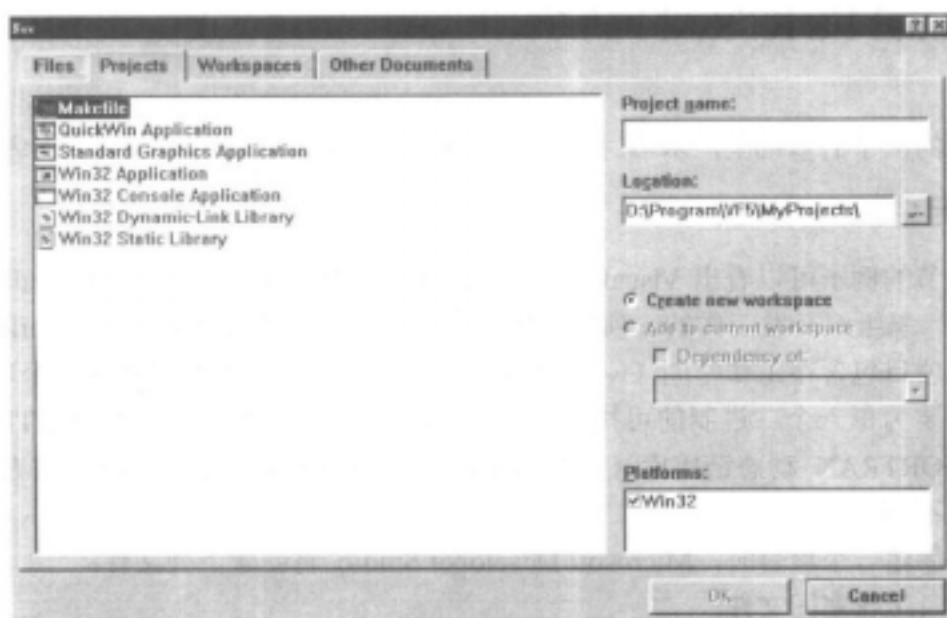 Files
Projects
Workspaces
Other Documents
Makefile
QuickWin Application
Standard Graphics Application
Win32 Application
Win32 Console Application
Win32 Dynamic-Link Library
Win32 Static Library
Project name:
Location:
D:\Program\VF5\MyProjects\
...
Create new workspace
Add to current workspace
Dependency of:
Platforms:
Win32
OK
Cancel